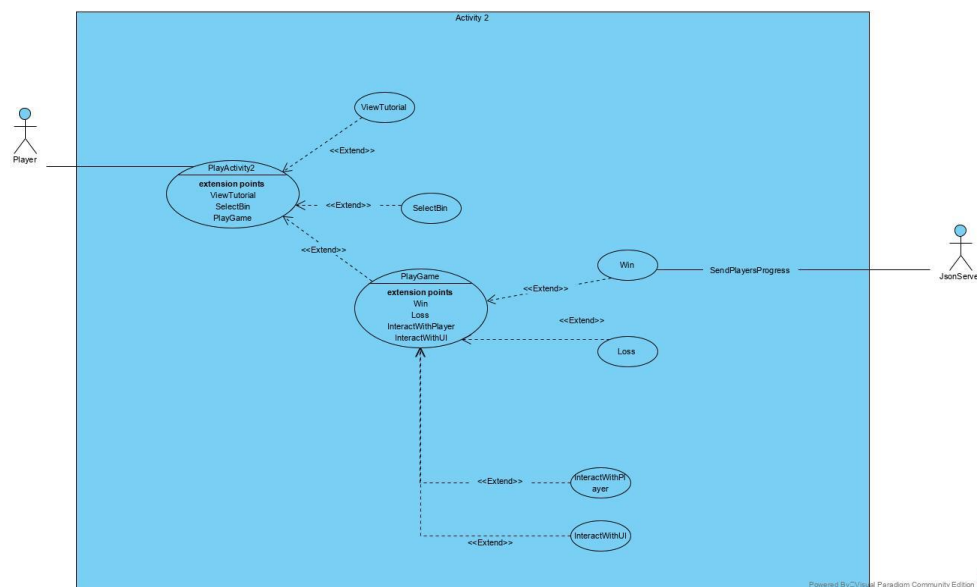 Activity 2
ViewTutorial
Player
<<Extend>>
PlayActivity2
extension points
ViewTutorial
SelectBin
PlayGame
<<Extend>>
SelectBin
<<Extend>>
PlayGame
extension points
Win
Loss
InteractWithPlayer
InteractWithUI
Win
SendPlayersProgress
JsonServe
<<Extend>>
<<Extend>>
Loss
<<Extend>>
InteractWithPl
ayer
<<Extend>>
InteractWithUI
Powered By Visual Paradigm Community Edition